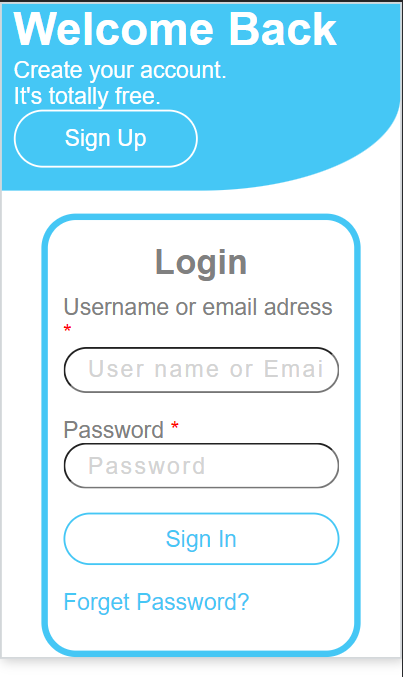 Welcome Back
Create your account.
It's totally free.
Sign Up
Login
Username or email adress
*
User name or Emai
Password *
Password
Sign In
Forget Password?